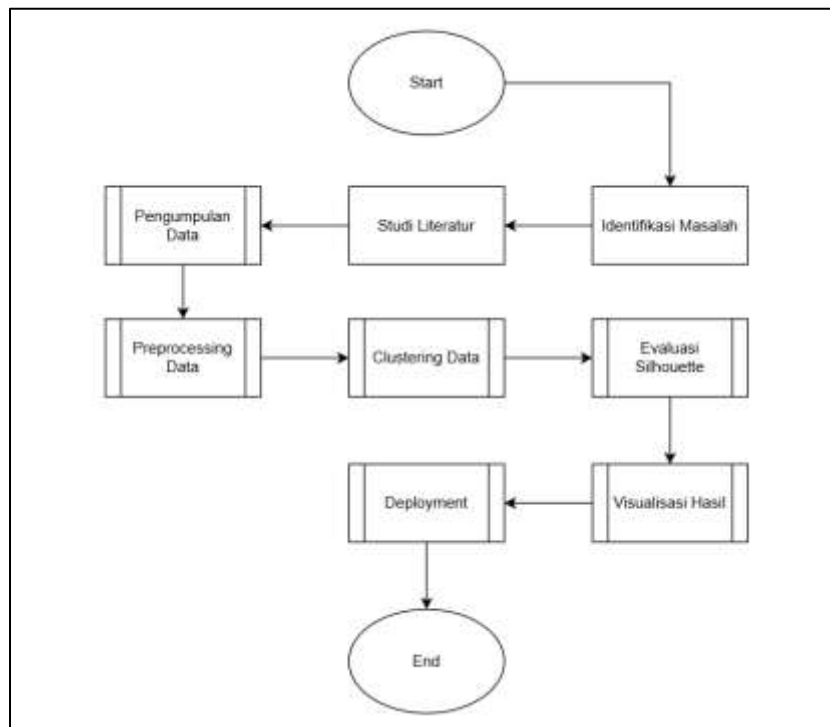 Start
Identifikasi Masalah
Studi Literatur
Pengumpulan
Data
Preprocessing
Data
Clustering Data
Evaluasi
Silhouette
Visualisasi Hasil
Deployment
End